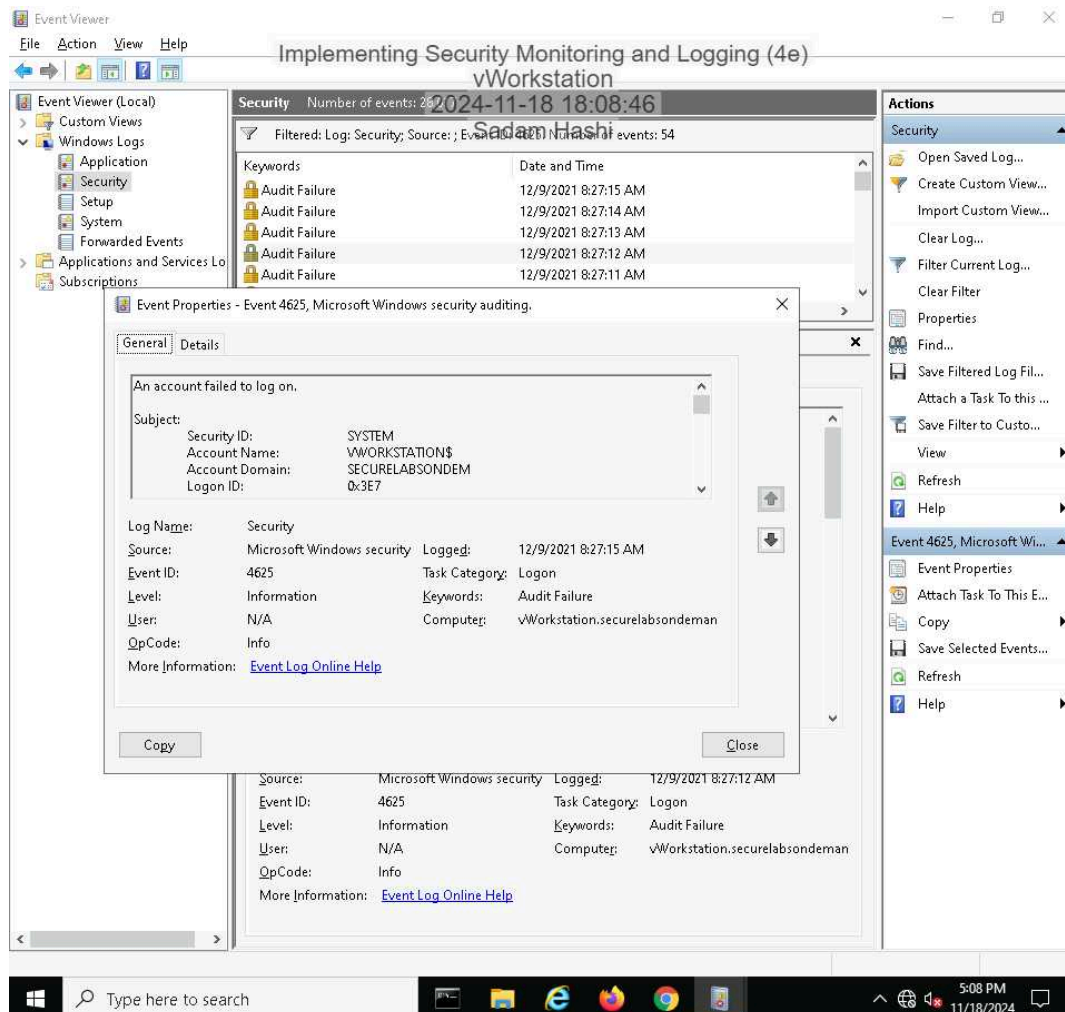 Event Viewer
File Action View Help
Implementing Security Monitoring and Logging (4e)
vWorkstation
2024-11-18 18:08:46
Sadam Hashi
Event Viewer (Local)
Custom Views
Windows Logs
Application
Security
Setup
System
Forwarded Events
Applications and Services Lo
Subscriptions
Security Number of events:
Filtered: Log: Security; Source: ; Event ID: 4625. Number of events: 54
Keywords Date and Time
Audit Failure 12/9/2021 8:27:15 AM
Audit Failure 12/9/2021 8:27:14 AM
Audit Failure 12/9/2021 8:27:13 AM
Audit Failure 12/9/2021 8:27:12 AM
Audit Failure 12/9/2021 8:27:11 AM
Event Properties - Event 4625, Microsoft Windows security auditing.
General Details
An account failed to log on.
Subject:
Security ID: SYSTEM
Account Name: VWORKSTATION$
Account Domain: SECURELABSONDEM
Logon ID: 0x3E7
Log Name: Security
Source: Microsoft Windows security Logged: 12/9/2021 8:27:15 AM
Event ID: 4625 Task Category: Logon
Level: Information Keywords: Audit Failure
User: N/A Computer: vWorkstation.securelabsondeman
OpCode: Info
More Information: Event Log Online Help
Copy Close
Source: Microsoft Windows security Logged: 12/9/2021 8:27:12 AM
Event ID: 4625 Task Category: Logon
Level: Information Keywords: Audit Failure
User: N/A Computer: vWorkstation.securelabsondeman
OpCode: Info
More Information: Event Log Online Help
Actions
Security
Open Saved Log...
Create Custom View...
Import Custom View...
Clear Log...
Filter Current Log...
Clear Filter
Properties
Find...
Save Filtered Log Fil...
Attach a Task To this ...
Save Filter to Custo...
View
Refresh
Help
Event 4625, Microsoft Wi...
Event Properties
Attach Task To This E...
Copy
Save Selected Events...
Refresh
Help
Type here to search
5:08 PM
11/18/2024